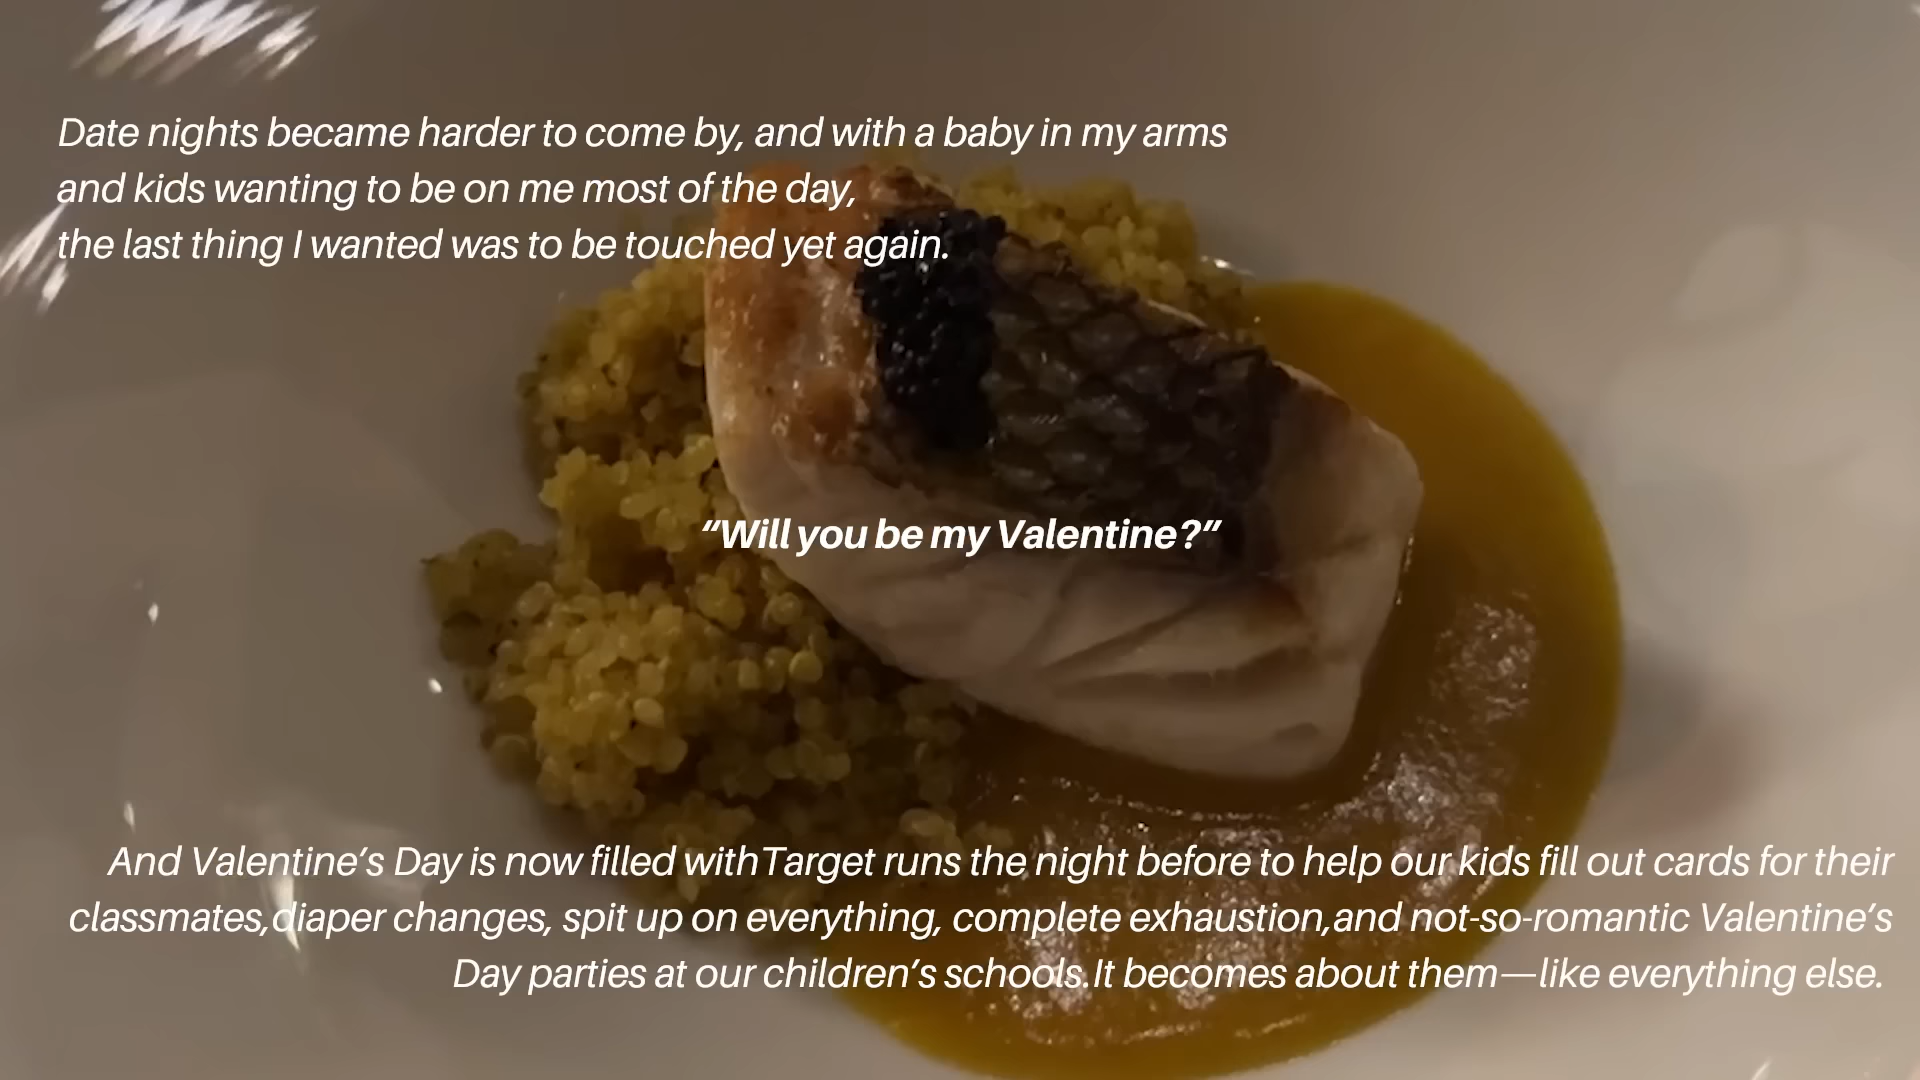 Date nights became harder to come by, and with a baby in my arms
and kids wanting to be on me most of the day,
the last thing I wanted was to be touched yet again.
“Will you be my Valentine?”
And Valentine’s Day is now filled withTarget runs the night before to help our kids fill out cards for their
classmates,diaper changes, spit up on everything, complete exhaustion,and not-so-romantic Valentine’s
Day parties at our children’s schools.It becomes about them—like everything else.